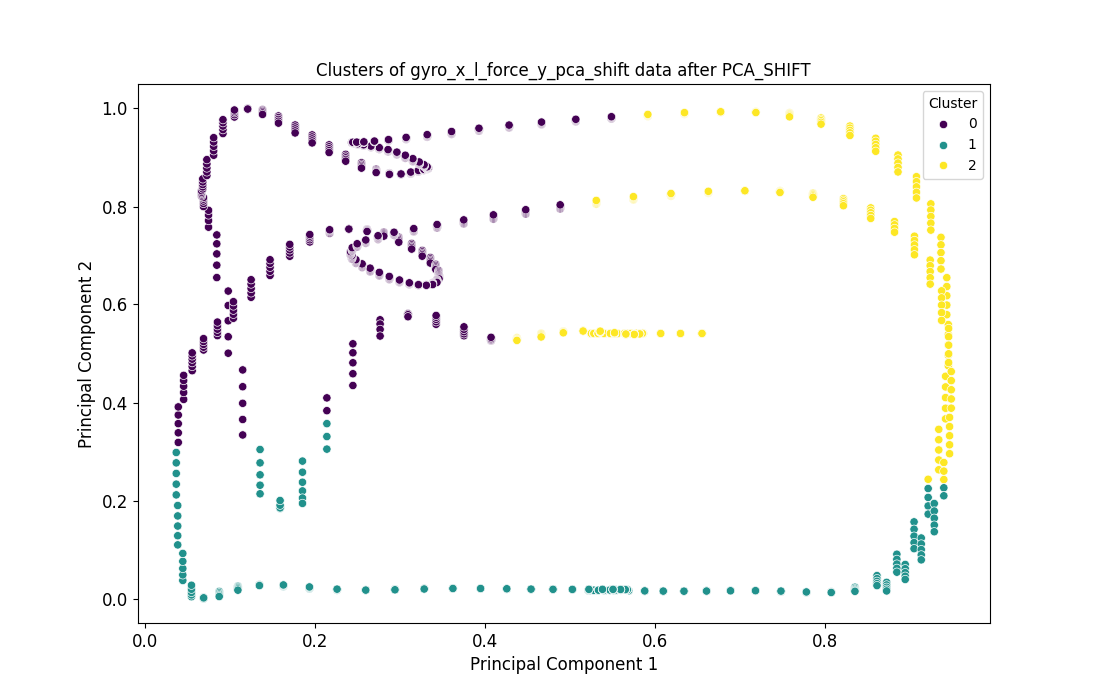 Clusters of gyro_x_l_force_y_pca_shift data after PCA_SHIFT
Cluster
0
1
2
Principal Component 2
1.0
0.8
0.6
0.4
0.2
0.0
0.0 0.2 0.4 0.6 0.8
Principal Component 1